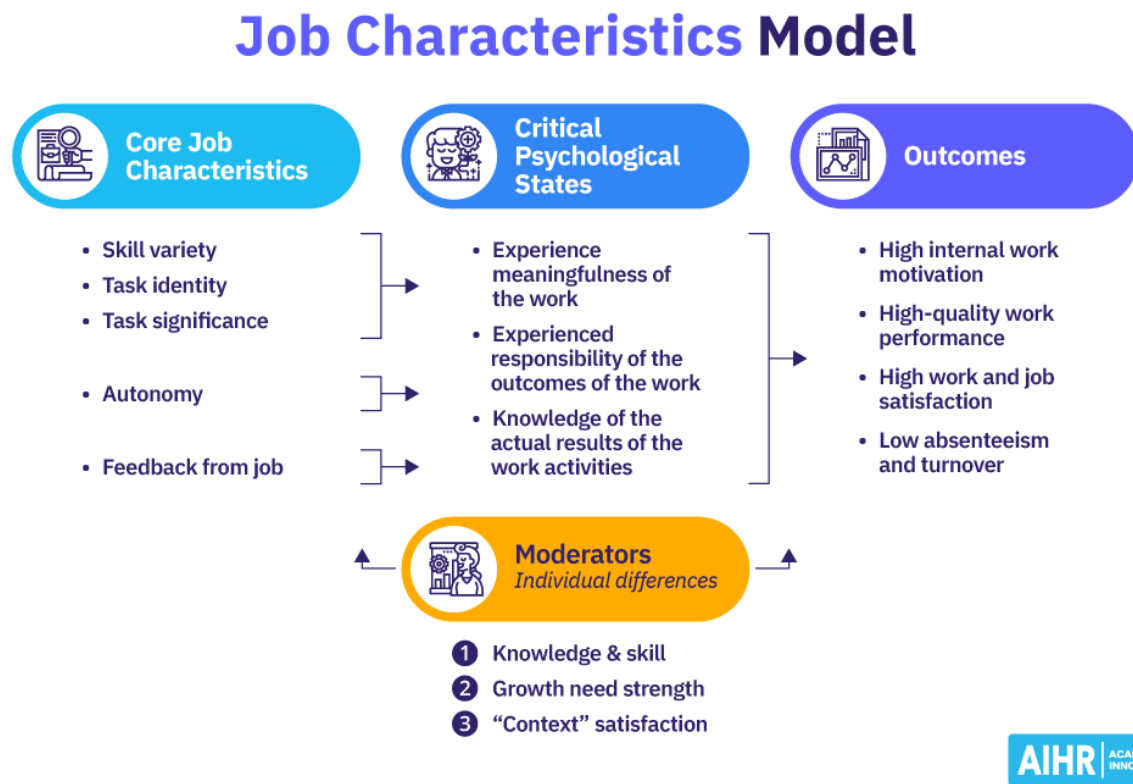 Job Characteristics Model
Core Job
Characteristics
• Skill variety
• Task identity
• Task significance
• Autonomy
• Feedback from job
Critical
Psychological
States
• Experience
meaningfulness of
the work
• Experienced
responsibility of the
outcomes of the work
• Knowledge of the
actual results of the
work activities
Outcomes
• High internal work
motivation
• High-quality work
performance
• High work and job
satisfaction
• Low absenteeism
and turnover
Moderators
Individual differences
1 Knowledge & skill
2 Growth need strength
3 “Context” satisfaction
AIHR